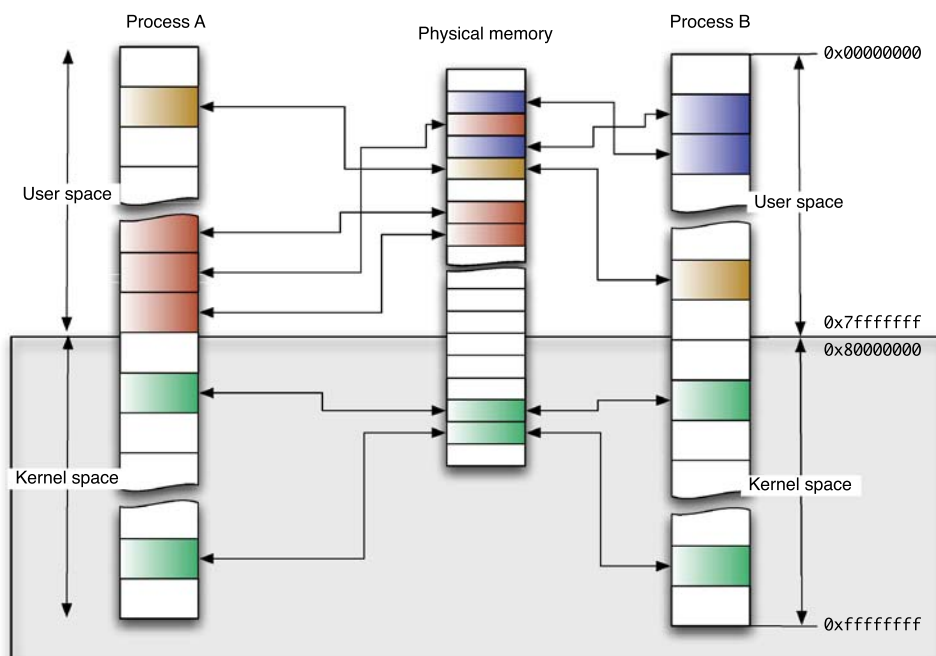 Process A
Physical memory
Process B
0x00000000
User space
User space
0x7fffffff
0x80000000
Kernel space
Kernel space
0xffffffff